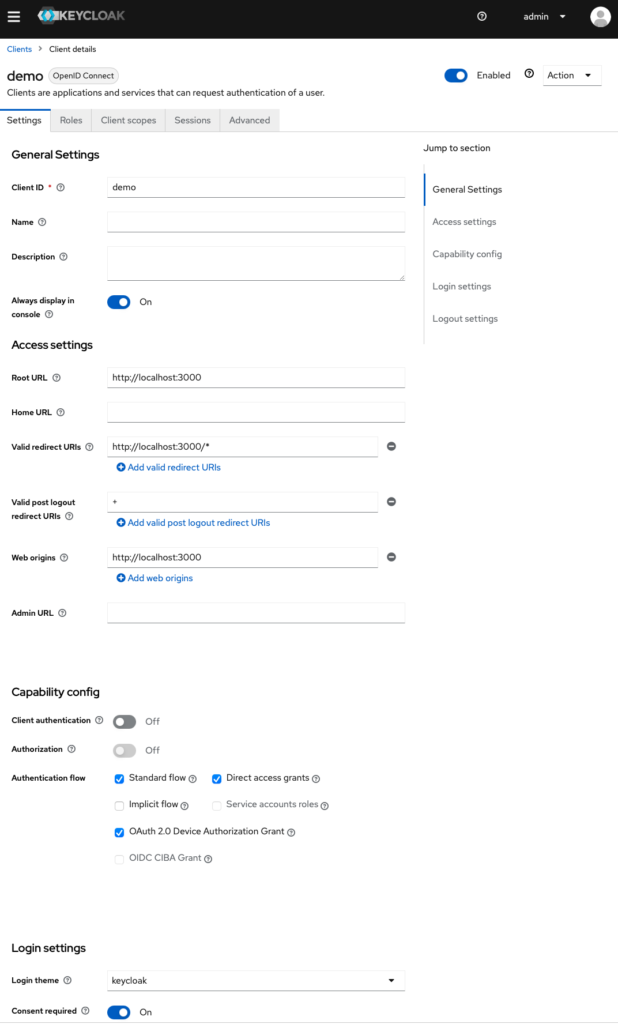 KEYCLOAK
admin
Clients > Client details
demo OpenID Connect
Enabled
Action
Clients are applications and services that can request authentication of a user.
Settings Roles Client scopes Sessions Advanced
General Settings
Jump to section
Client ID * demo
General Settings
Name
Access settings
Description
Capability config
Always display in
console
On
Login settings
Logout settings
Access settings
Root URL http://localhost:3000
Home URL
Valid redirect URIs http://localhost:3000/*
Add valid redirect URIs
Valid post logout
redirect URIs
+
Add valid post logout redirect URIs
Web origins http://localhost:3000
Add web origins
Admin URL
Capability config
Client authentication Off
Authorization Off
Authentication flow Standard flow Direct access grants
Implicit flow Service accounts roles
OAuth 2.0 Device Authorization Grant
OIDC CIBA Grant
Login settings
Login theme keycloak
Consent required On